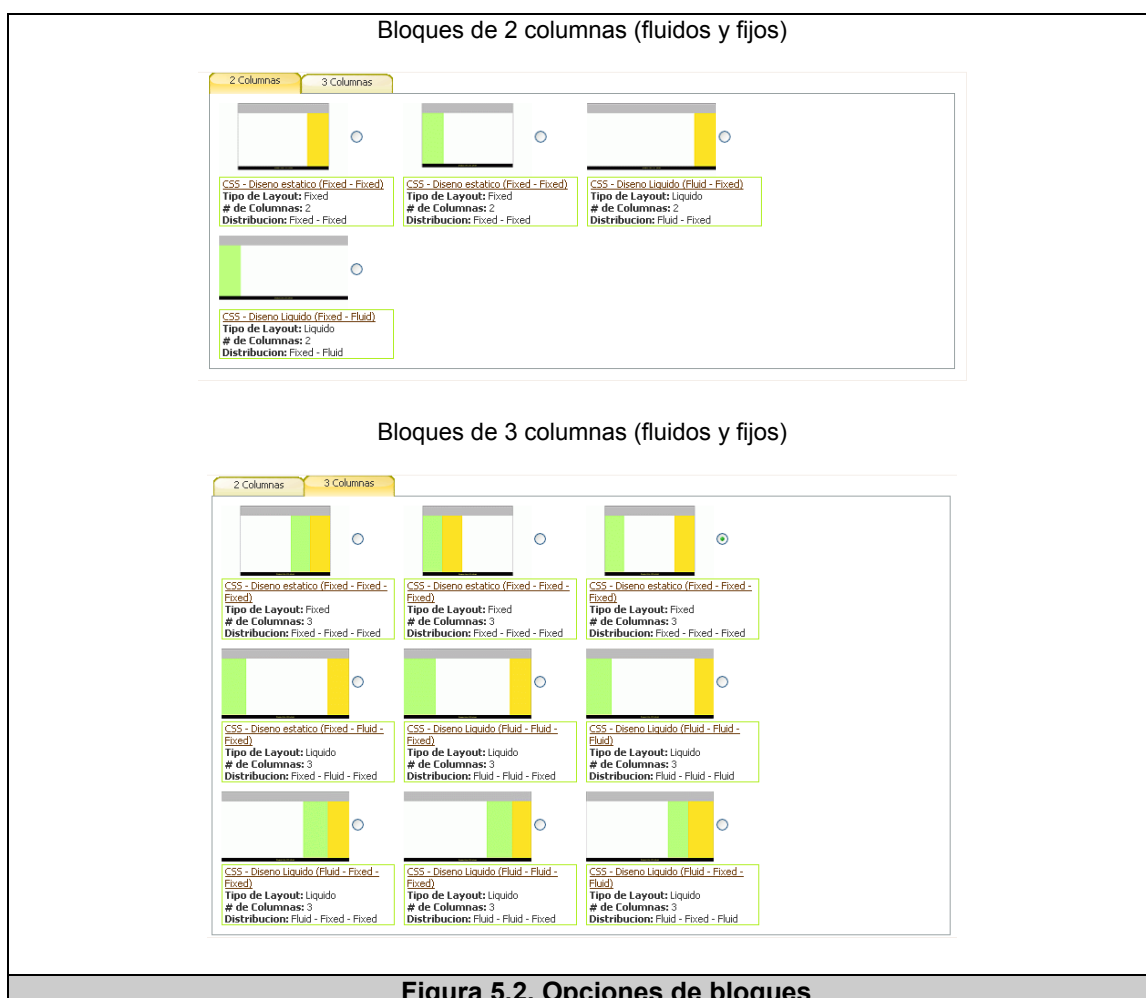 Bloques de 2 columnas (fluidos y fijos)
2 Columnas
3 Columnas
CSS - Diseno estatico (Fixed - Fixed)
Tipo de Layout: Fixed
# de Columnas: 2
Distribucion: Fixed - Fixed
CSS - Diseno estatico (Fixed - Fixed)
Tipo de Layout: Fixed
# de Columnas: 2
Distribucion: Fixed - Fixed
CSS - Diseno Liquido (Fluid - Fixed)
Tipo de Layout: Liquido
# de Columnas: 2
Distribucion: Fluid - Fixed
CSS - Diseno Liquido (Fixed - Fluid)
Tipo de Layout: Liquido
# de Columnas: 2
Distribucion: Fixed - Fluid
Bloques de 3 columnas (fluidos y fijos)
2 Columnas
3 Columnas
CSS - Diseno estatico (Fixed - Fixed -
Fixed)
Tipo de Layout: Fixed
# de Columnas: 3
Distribucion: Fixed - Fixed - Fixed
CSS - Diseno estatico (Fixed - Fixed -
Fixed)
Tipo de Layout: Fixed
# de Columnas: 3
Distribucion: Fixed - Fixed - Fixed
CSS - Diseno estatico (Fixed - Fixed -
Fixed)
Tipo de Layout: Fixed
# de Columnas: 3
Distribucion: Fixed - Fixed - Fixed
CSS - Diseno estatico (Fixed - Fluid -
Fixed)
Tipo de Layout: Liquido
# de Columnas: 3
Distribucion: Fixed - Fluid - Fixed
CSS - Diseno Liquido (Fluid - Fluid -
Fixed)
Tipo de Layout: Liquido
# de Columnas: 3
Distribucion: Fluid - Fluid - Fixed
CSS - Diseno Liquido (Fluid - Fluid -
Fluid)
Tipo de Layout: Liquido
# de Columnas: 3
Distribucion: Fluid - Fluid - Fluid
CSS - Diseno Liquido (Fluid - Fixed -
Fixed)
Tipo de Layout: Liquido
# de Columnas: 3
Distribucion: Fluid - Fixed - Fixed
CSS - Diseno Liquido (Fluid - Fluid -
Fixed)
Tipo de Layout: Liquido
# de Columnas: 3
Distribucion: Fluid - Fluid - Fixed
CSS - Diseno Liquido (Fluid - Fixed -
Fluid)
Tipo de Layout: Liquido
# de Columnas: 3
Distribucion: Fluid - Fixed - Fluid
Figura 5.2. Opciones de bloques